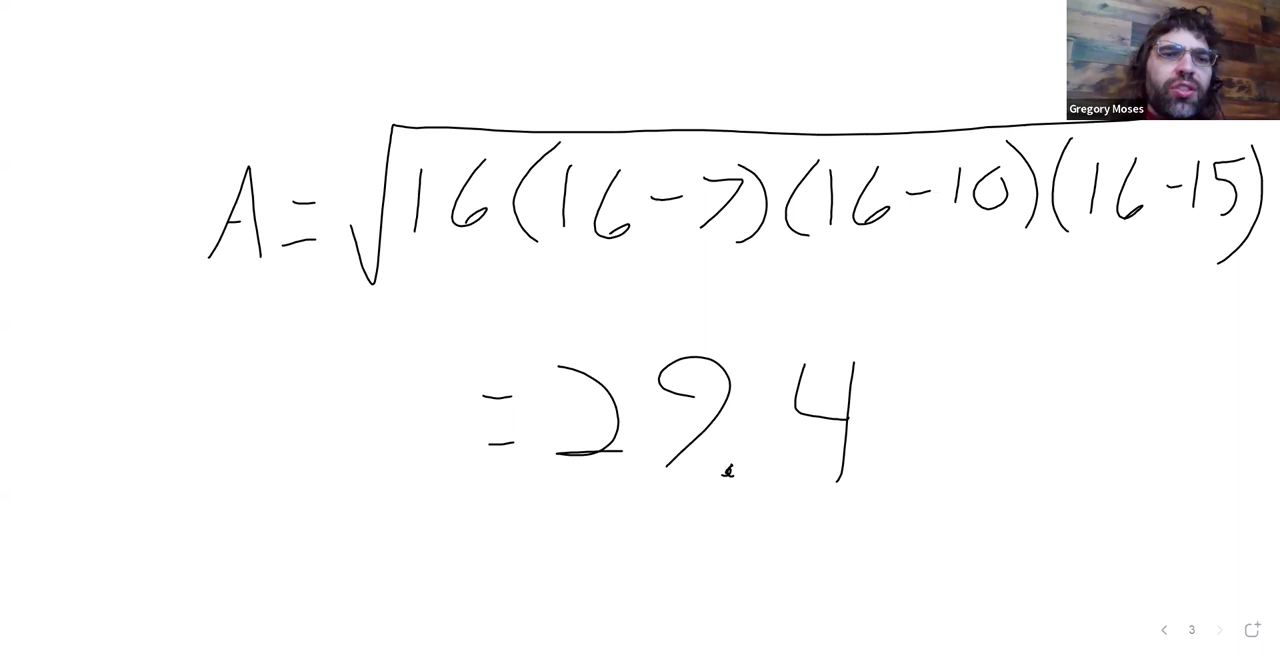 Gregory Moses
A = √16(16-7)(16-10)(16-15)
= 29.4
3